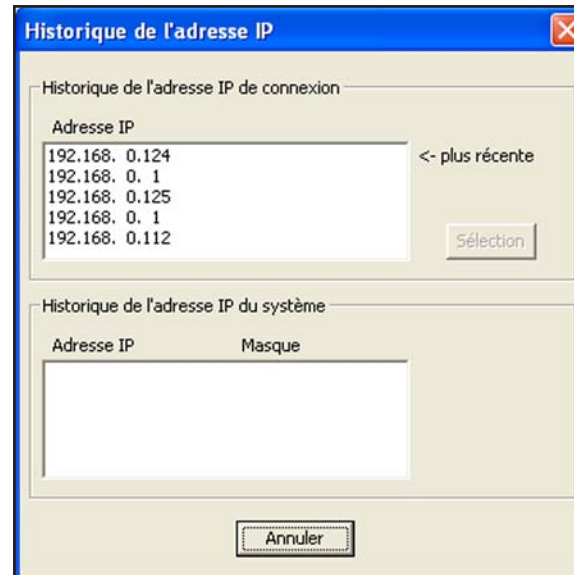 Historique de l'adresse IP
Historique de l'adresse IP de connexion
Adresse IP
192.168. 0.124 <- plus récente
192.168. 0. 1
192.168. 0.125
192.168. 0. 1
192.168. 0.112
Sélection
Historique de l'adresse IP du système
Adresse IP Masque
Annuler